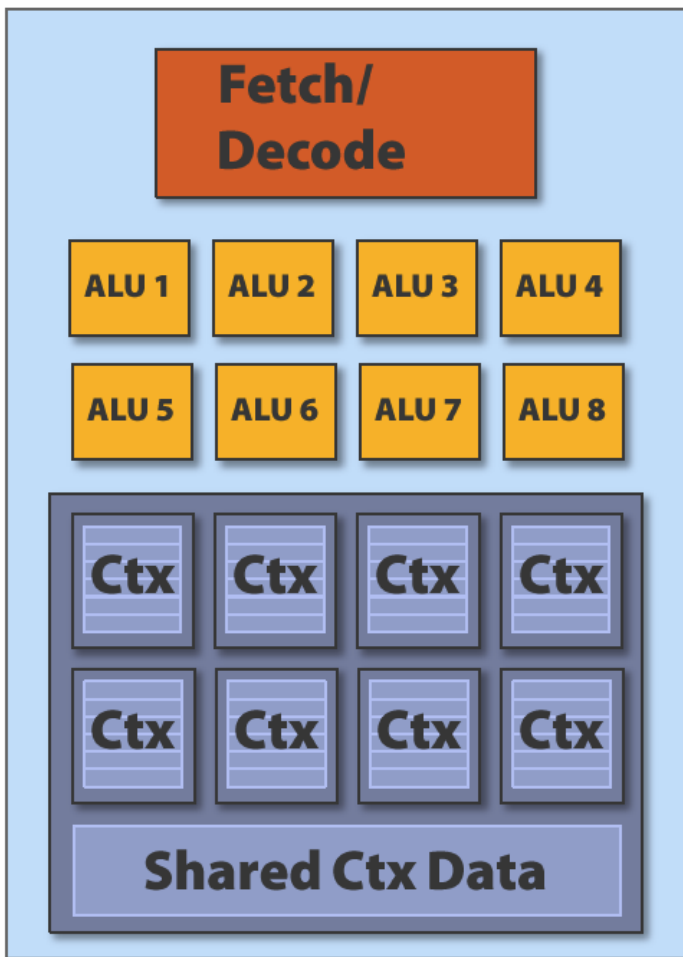 Fetch/
Decode
ALU 1 ALU 2 ALU 3 ALU 4
ALU 5 ALU 6 ALU 7 ALU 8
Ctx Ctx Ctx Ctx
Ctx Ctx Ctx Ctx
Shared Ctx Data